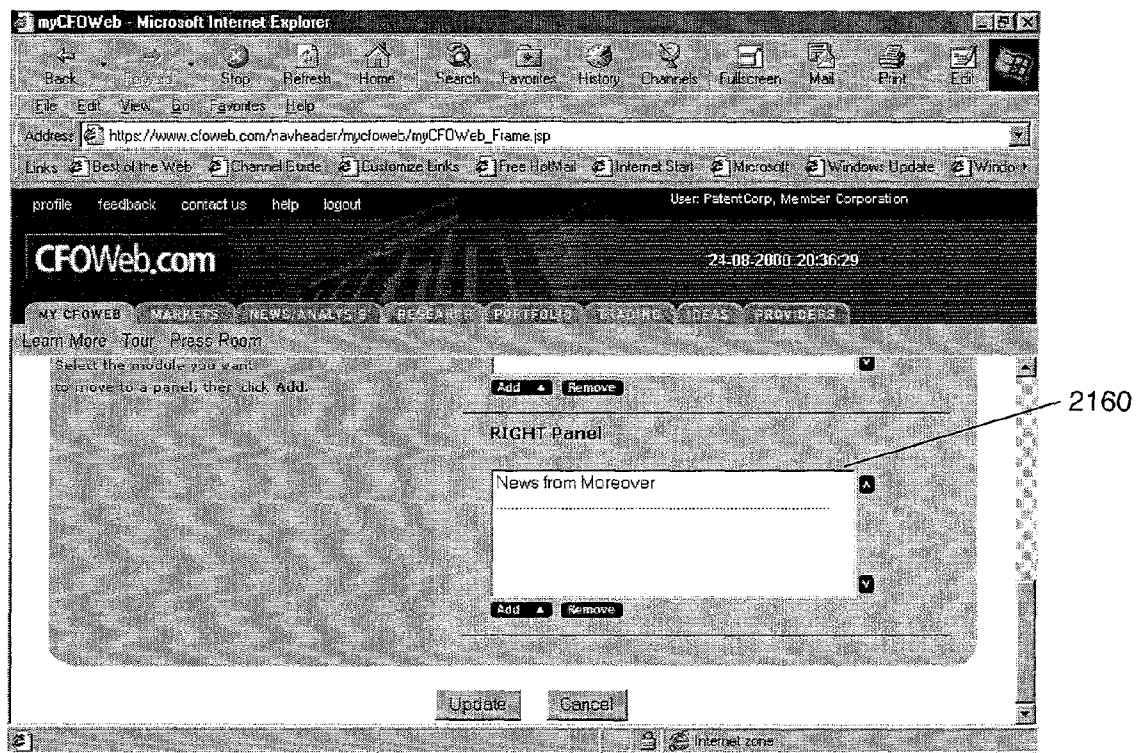 myCFOWeb - Microsoft Internet Explorer
Back Forward Stop Refresh Home Search Favorites History Channels Fullscreen Mail Print Edit
File Edit View Go Favorites Help
Address https://www.cfoweb.com/navheader/mycfoweb/myCFOWeb_Frame.jsp
Links Best of the Web Channel Guide Customize Links Free HotMail Internet Start Microsoft Windows Update Window
profile feedback contact us help logout User: PatentCorp, Member Corporation
CFOWeb.com
24-08-2000 20:36:29
MY CFOWEB MARKETS NEWS/ANALYSIS RESEARCH PORTFOLIO TRADING IDEAS PROVIDERS
Learn More Tour Press Room
Select the module you want
to move to a panel, then click Add.
Add Remove
2160
RIGHT Panel
News from Moreover
Add Remove
Update Cancel
Internet zone